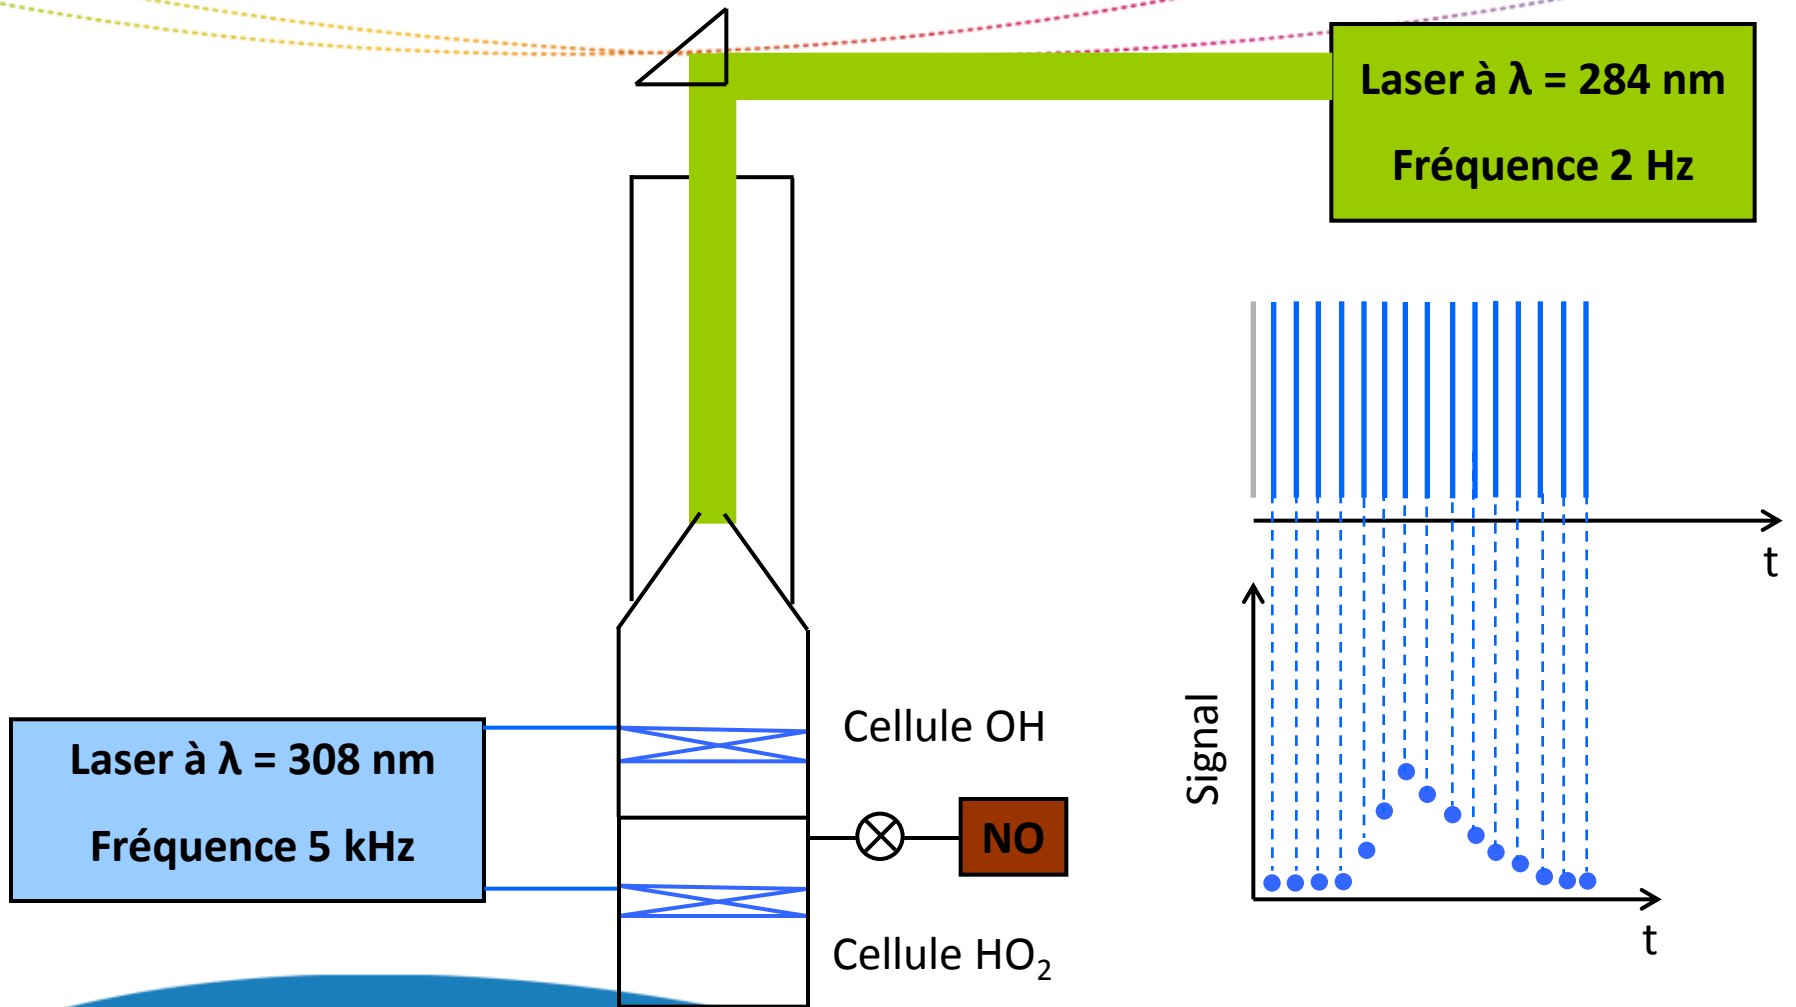 Laser à λ = 284 nm
Fréquence 2 Hz
t
Signal
t
Laser à λ = 308 nm
Fréquence 5 kHz
Cellule OH
NO
Cellule HO₂